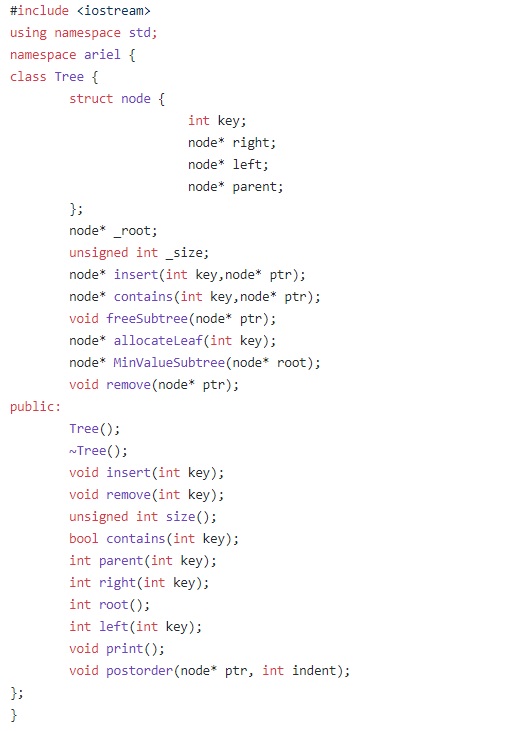 #include <iostream>
using namespace std;
namespace ariel {
class Tree {
struct node {
int key;
node* right;
node* left;
node* parent;
};
node* _root;
unsigned int _size;
node* insert(int key,node* ptr);
node* contains(int key,node* ptr);
void freeSubtree(node* ptr);
node* allocateLeaf(int key);
node* MinValueSubtree(node* root);
void remove(node* ptr);
public:
Tree();
~Tree();
void insert(int key);
void remove(int key);
unsigned int size();
bool contains(int key);
int parent(int key);
int right(int key);
int root();
int left(int key);
void print();
void postorder(node* ptr, int indent);
};
}